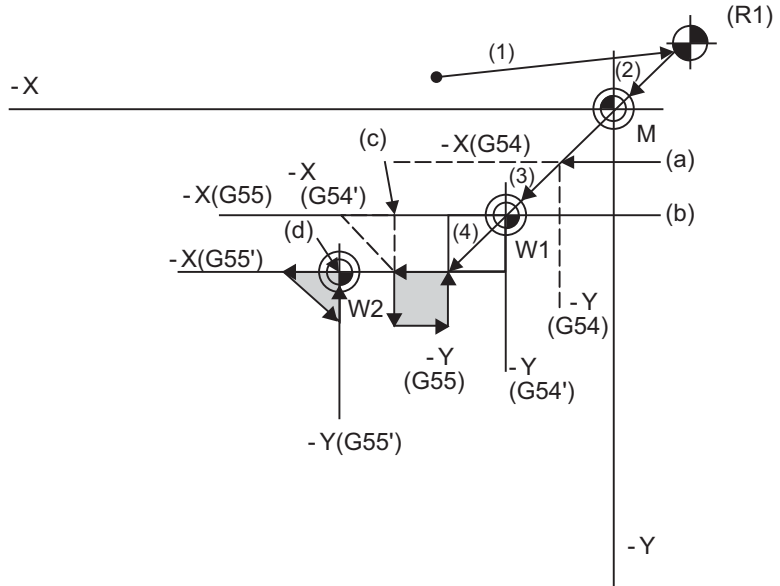 (R1)
(1)
(2)
-X
M
(c)
-X(G54)
(a)
-X
(G54')
(3)
-X(G55)
(b)
(d)
(4)
W1
-X(G55')
W2
-Y
(G54)
-Y
(G55)
-Y
(G54')
-Y(G55')
-Y